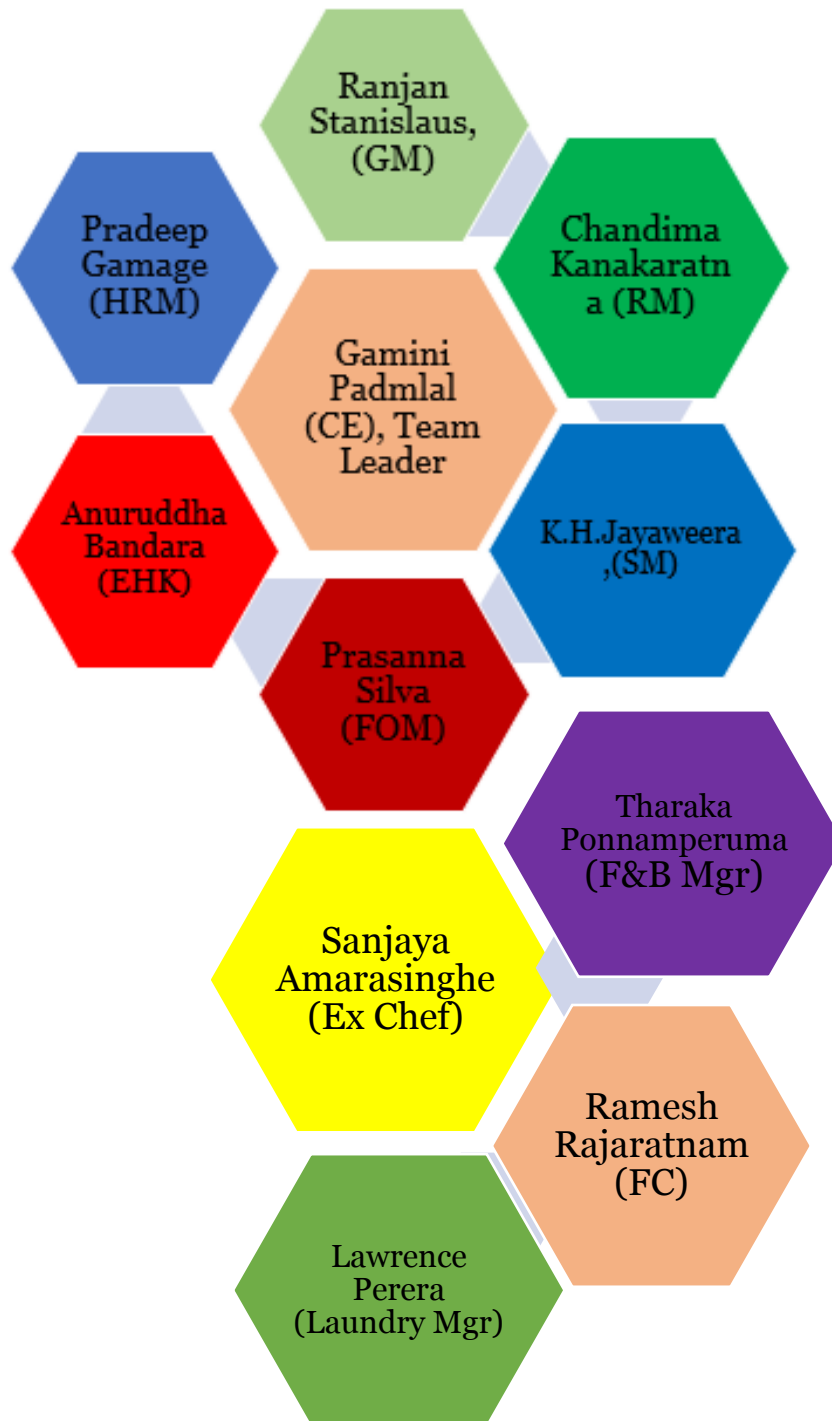 Ranjan
Stanislaus,
(GM)
Pradeep
Gamage
(HRM)
Chandima
Kanakaratn
a (RM)
Gamini
Padmlal
(CE), Team
Leader
Anuruddha
Bandara
(EHK)
K.H.Jayaweera
,(SM)
Prasanna
Silva
(FOM)
Tharaka
Ponnamperuma
(F&B Mgr)
Sanjaya
Amarasinghe
(Ex Chef)
Ramesh
Rajaratnam
(FC)
Lawrence
Perera
(Laundry Mgr)